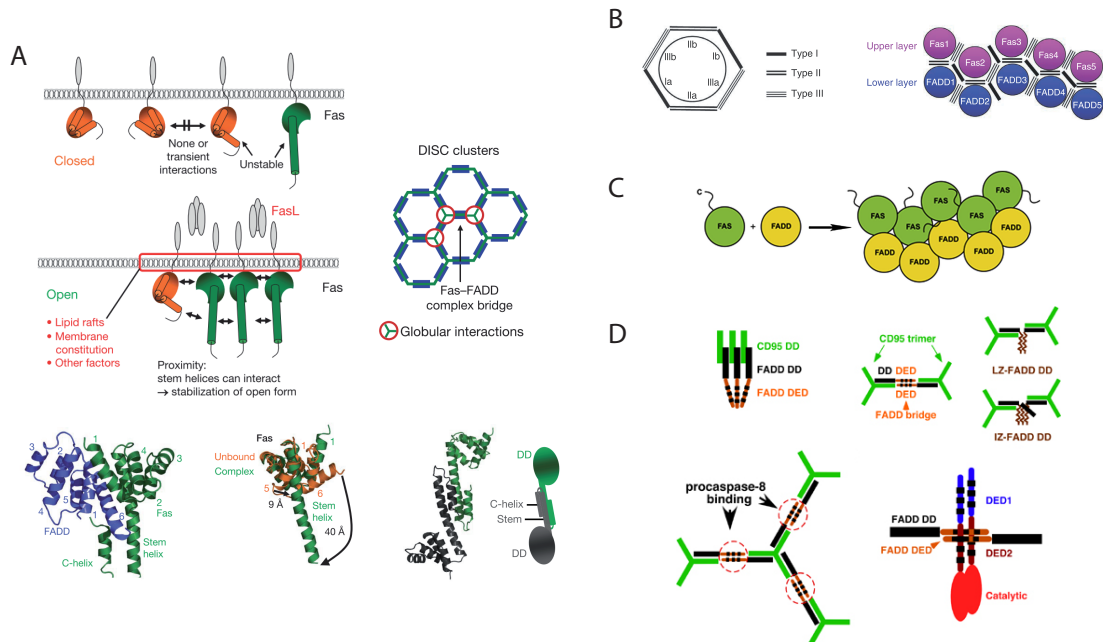 A
Fas
None or
transient
interactions
Unstable
Closed
FasL
Fas
Open
• Lipid rafts
• Membrane
constitution
• Other factors
Proximity:
stem helices can interact
→ stabilization of open form
DISC clusters
Fas–FADD
complex bridge
Globular interactions
3
2
1
4
3
5
4
1
6
2
Fas
FADD
C-helix
Stem
helix
Fas
1
1
Unbound
Complex
5
9 Å
6
Stem
helix
40 Å
DD
C-helix
Stem
DD
B
IIb
IIIb
Ib
Ia
IIIa
IIa
Type I
Type II
Type III
Upper layer
Lower layer
Fas1
Fas2
Fas3
Fas4
Fas5
FADD1
FADD2
FADD3
FADD4
FADD5
C
C
FAS
+
FADD
FAS
FAS
FAS
FAS
FAS
FADD
FADD
FADD
FADD
FADD
FADD
D
CD95 DD
FADD DD
FADD DED
CD95 trimer
DD
DED
DED
FADD bridge
LZ-FADD DD
IZ-FADD DD
procaspase-8
binding
DED1
FADD DD
FADD DED
DED2
Catalytic